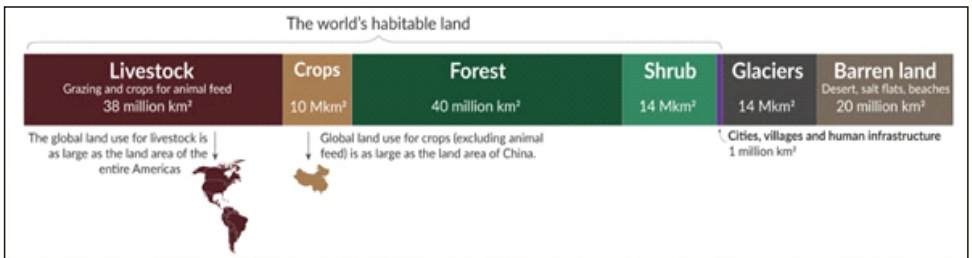 The world's habitable land
Livestock
Grazing and crops for animal feed
38 million km²
Crops
10 Mkm²
Forest
40 million km²
Shrub
14 Mkm²
Glaciers
14 Mkm²
Barren land
Desert, salt flats, beaches
20 million km²
The global land use for livestock is
as large as the land area of the
entire Americas
Global land use for crops (excluding animal
feed) is as large as the land area of China.
Cities, villages and human infrastructure
1 million km²